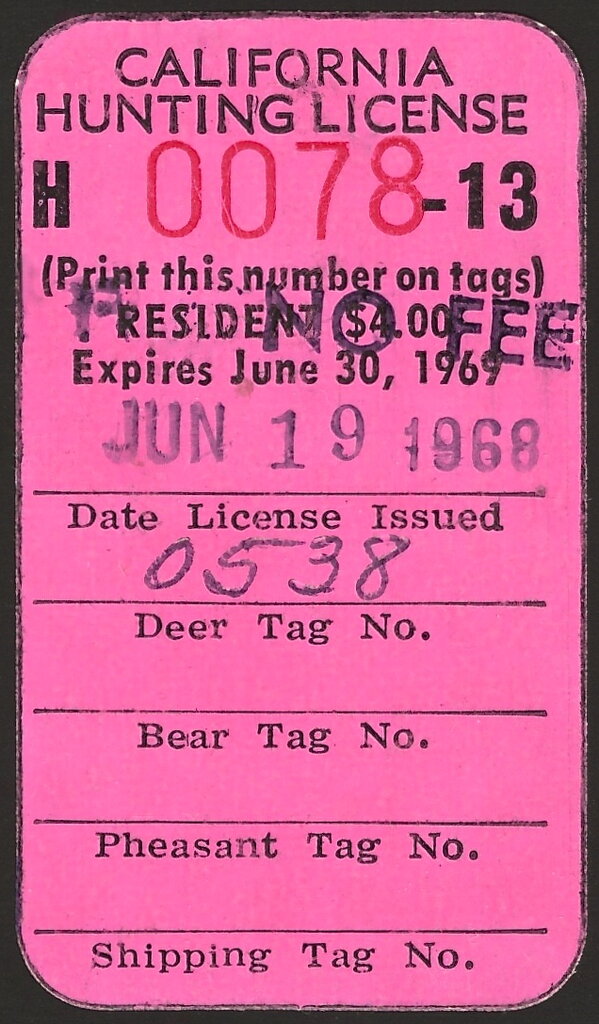 CALIFORNIA
HUNTING LICENSE
H 0078-13
(Print this number on tags)
RESIDENT $4.00
NO FEE
Expires June 30, 1969
JUN 19 1968
Date License Issued
0538
Deer Tag No.
Bear Tag No.
Pheasant Tag No.
Shipping Tag No.